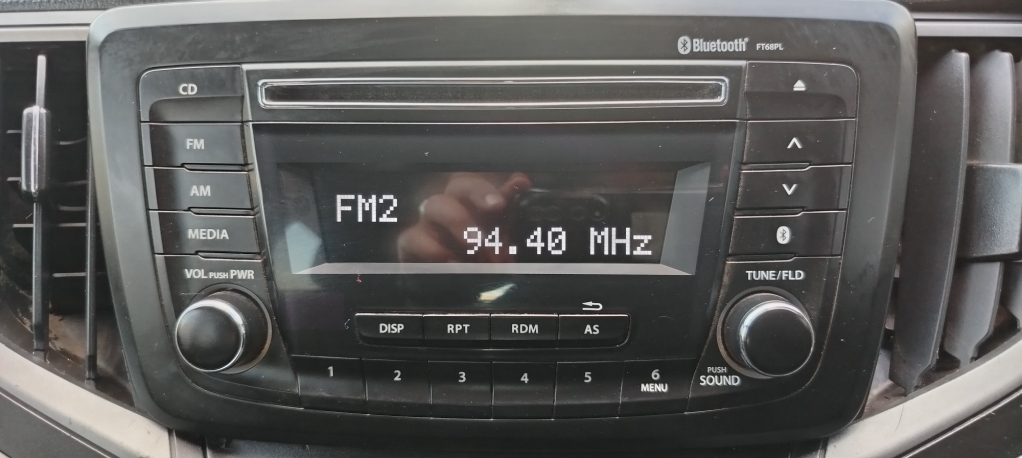 Bluetooth® FT68PL
CD
FM
AM
MEDIA
VOL PUSH PWR
FM2
94.40 MHz
TUNE/FLD
DISP RPT RDM AS
1 2 3 4 5 6
MENU
PUSH
SOUND